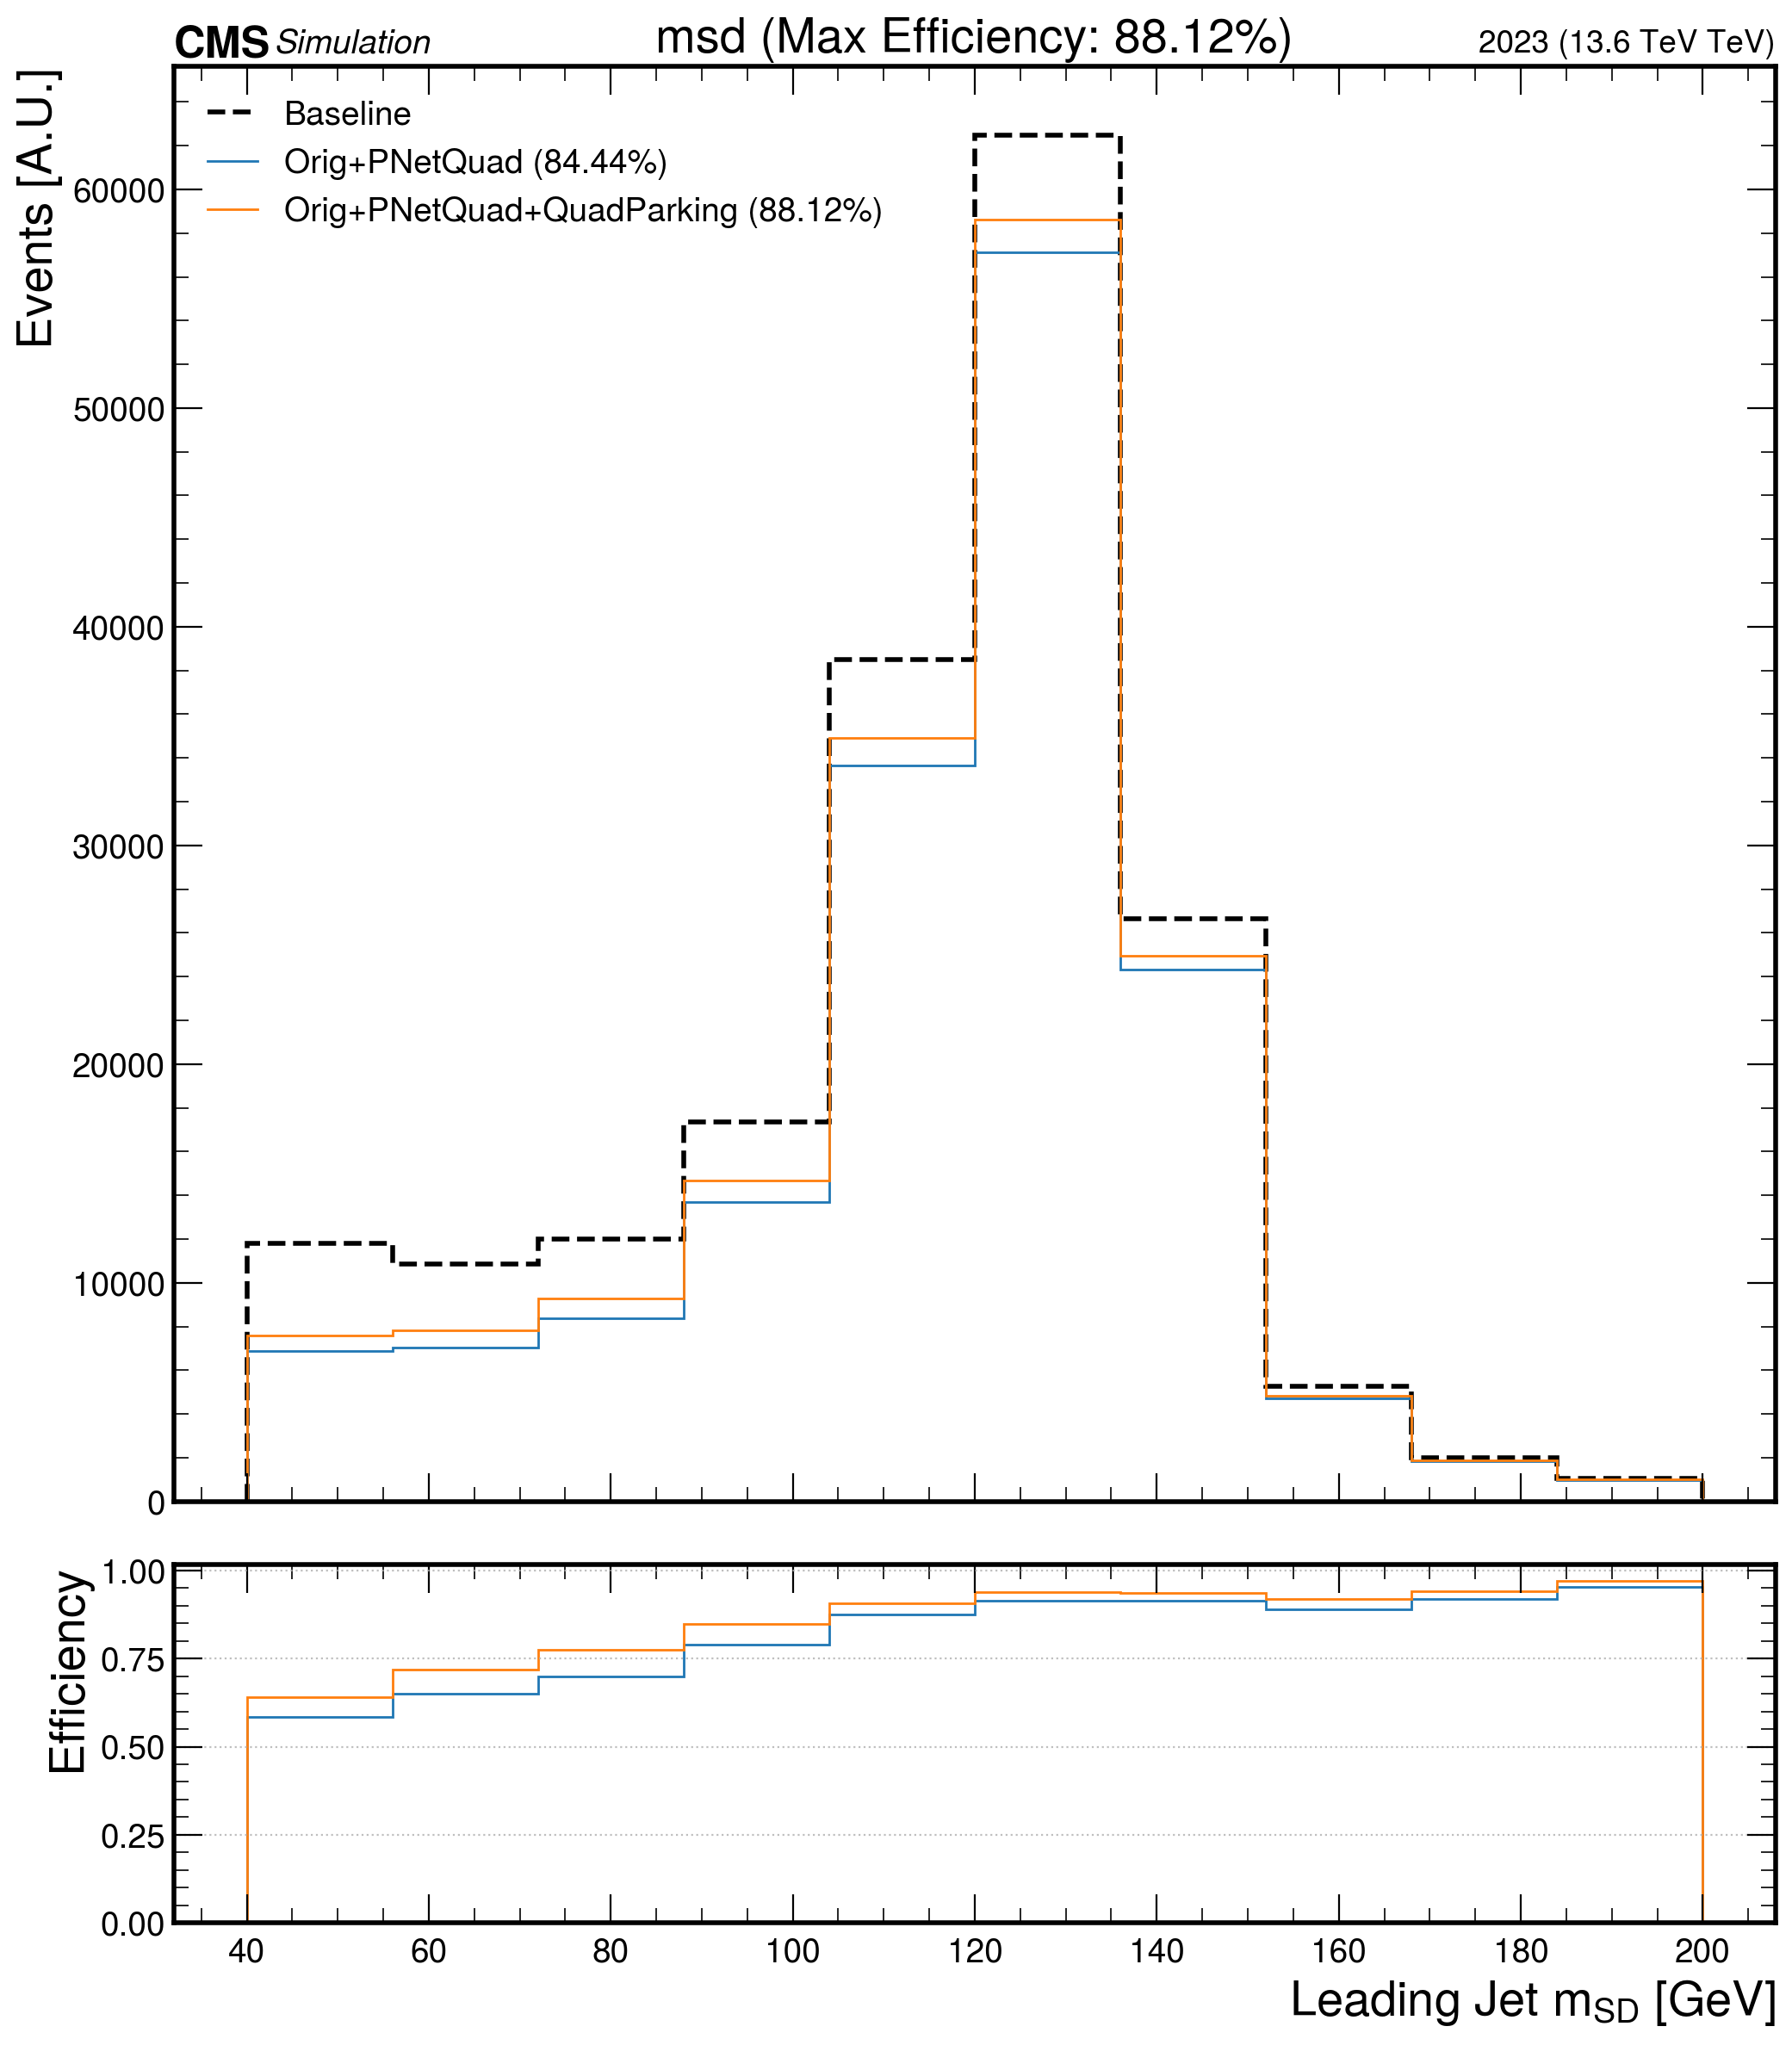 CMS Simulation msd (Max Efficiency: 88.12%) 2023 (13.6 TeV TeV)
Events [A.U.]
Baseline
Orig+PNetQuad (84.44%)
Orig+PNetQuad+QuadParking (88.12%)
60000
50000
40000
30000
20000
10000
0
Efficiency
1.00
0.75
0.50
0.25
0.00
40 60 80 100 120 140 160 180 200
Leading Jet mSD [GeV]